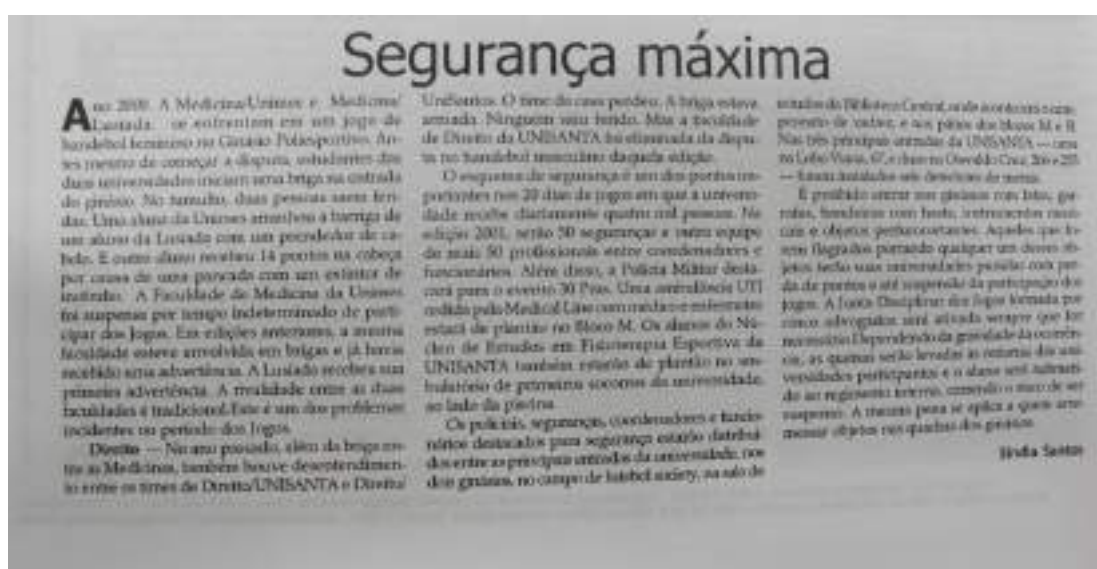 Segurança máxima
Ano 2000. A Medicina/Unimes e Medicina/
Lusíada se enfrentam em um jogo de
handebol feminino no Ginásio Poliesportivo. An-
tes mesmo de começar a disputa, estudantes das
duas universidades iniciam uma briga na entrada
do ginásio. No tumulto, duas pessoas saem feri-
das. Uma aluna da Unimes a barriga de
um aluno da Lusíada com um prendedor de ca-
belo. E outro aluno recebeu 14 pontos na cabeça
por causa de uma pancada com um extintor de
incêndio. A Faculdade de Medicina da Unimes
foi suspensa por tempo indeterminado de parti-
cipar dos Jogos. Em edições anteriores, a mesma
faculdade esteve envolvida em brigas e já havia
recebido uma advertência. A Lusíada recebeu sua
primeira advertência. A rivalidade entre as duas
faculdades é tradicional. Este é um dos problemas
incidentes no período dos Jogos.
Direito — No ano passado, além da briga en-
tre as Medicinas, também houve desentendimen-
to entre os times de Direito/UNISANTA e Direito/
UniSantos. O time da casa perdeu. A briga esteve
armada. Ninguém saiu ferido. Mas a faculdade
de Direito da UNISANTA foi eliminada da dispu-
ta no handebol masculino daquela edição.
O esquema de segurança é um dos pontos im-
portantes nos 20 dias de jogos em que a universi-
dade recebe diariamente quatro mil pessoas. Na
edição 2001, serão 50 seguranças e outra equipe
de mais 50 profissionais entre coordenadores e
funcionários. Além disso, a Polícia Militar desta-
cará para o evento 30 Pms. Uma ambulância UTI
cedida pela Medical Line com médico e enfermeiro
estará de plantão no Bloco M. Os alunos do Nú-
cleo de Estudos em Fisioterapia Esportiva da
UNISANTA também estarão de plantão no am-
bulatório de primeiros socorros da universidade,
ao lado da piscina.
Os policiais, seguranças, coordenadores e funcio-
nários destacados para segurança estarão distribuí-
dos entre as principais entradas da universidade, nos
dois ginásios, no campo de futebol society, na sala de
estudos da Biblioteca Central, onde acontecem o cam-
peonato de xadrez, e nos pátios dos blocos M e
Nas três principais entradas da UNISANTA — uma
na Lobo Viana, 67, e duas na Oswaldo Cruz, 266 e
— foram instalados seis detectores de metais.
É proibido entrar nos ginásios com latas, gar-
rafas, bandeiras com haste, instrumentos musi-
cais e objetos perfurocortantes. Aqueles que fo-
rem flagrados portando qualquer um desses ob-
jetos terão suas universidades punidas com per-
da de pontos e até suspensão da participação dos
Jogos. A Junta Disciplinar dos Jogos formada por
cinco advogados será ativada sempre que for
necessário. Dependendo da gravidade da ocorrên-
cia, as queixas serão levadas às reitorias das uni-
versidades participantes e o aluno será submeti-
do ao regimento interno, correndo o risco de ser
suspenso. A mesma pena se aplica a quem arre-
messar objetos nas quadras dos ginásios.
Santos